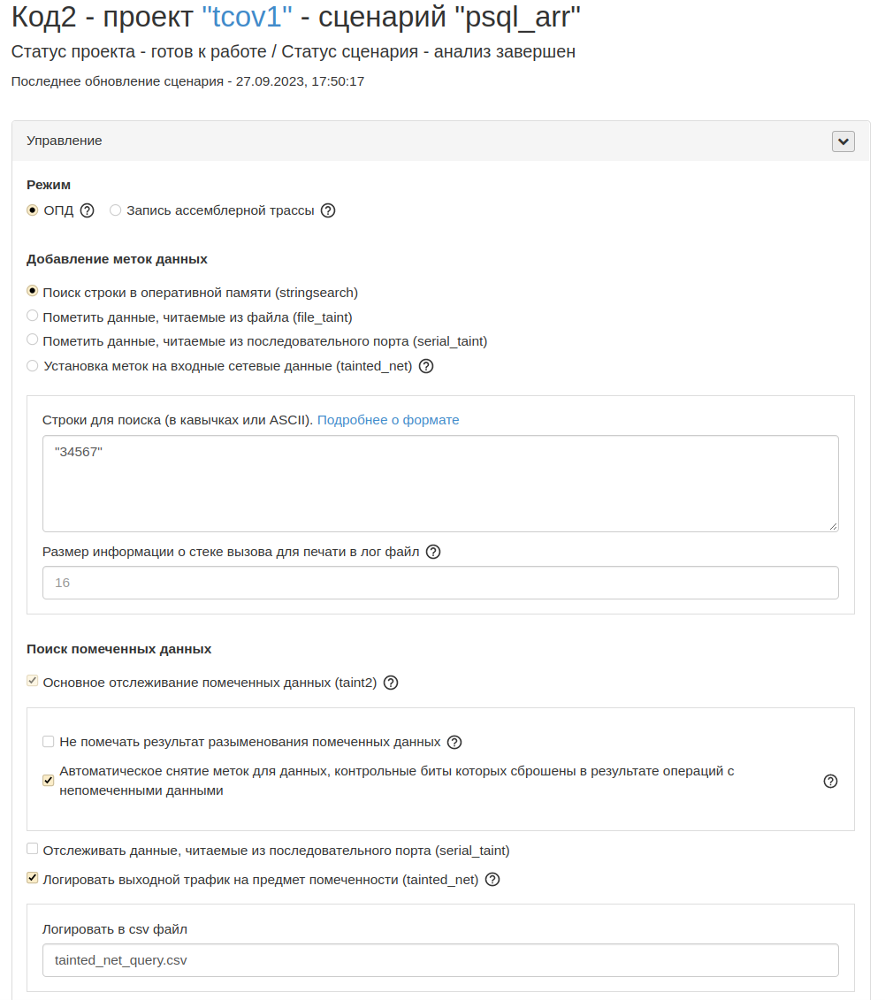 Код2 - проект "tcov1" - сценарий "psql_arr"
Статус проекта - готов к работе / Статус сценария - анализ завершен
Последнее обновление сценария - 27.09.2023, 17:50:17
Управление
Режим
ОПД ? Запись ассемблерной трассы ?
Добавление меток данных
Поиск строки в оперативной памяти (stringsearch)
Пометить данные, читаемые из файла (file_taint)
Пометить данные, читаемые из последовательного порта (serial_taint)
Установка меток на входные сетевые данные (tainted_net) ?
Строки для поиска (в кавычках или ASCII). Подробнее о формате
"34567"
Размер информации о стеке вызова для печати в лог файл ?
16
Поиск помеченных данных
Основное отслеживание помеченных данных (taint2) ?
Не помечать результат разыменования помеченных данных ?
Автоматическое снятие меток для данных, контрольные биты которых сброшены в результате операций с
непомеченными данными ?
Отслеживать данные, читаемые из последовательного порта (serial_taint)
Логировать выходной трафик на предмет помеченности (tainted_net) ?
Логировать в csv файл
tainted_net_query.csv